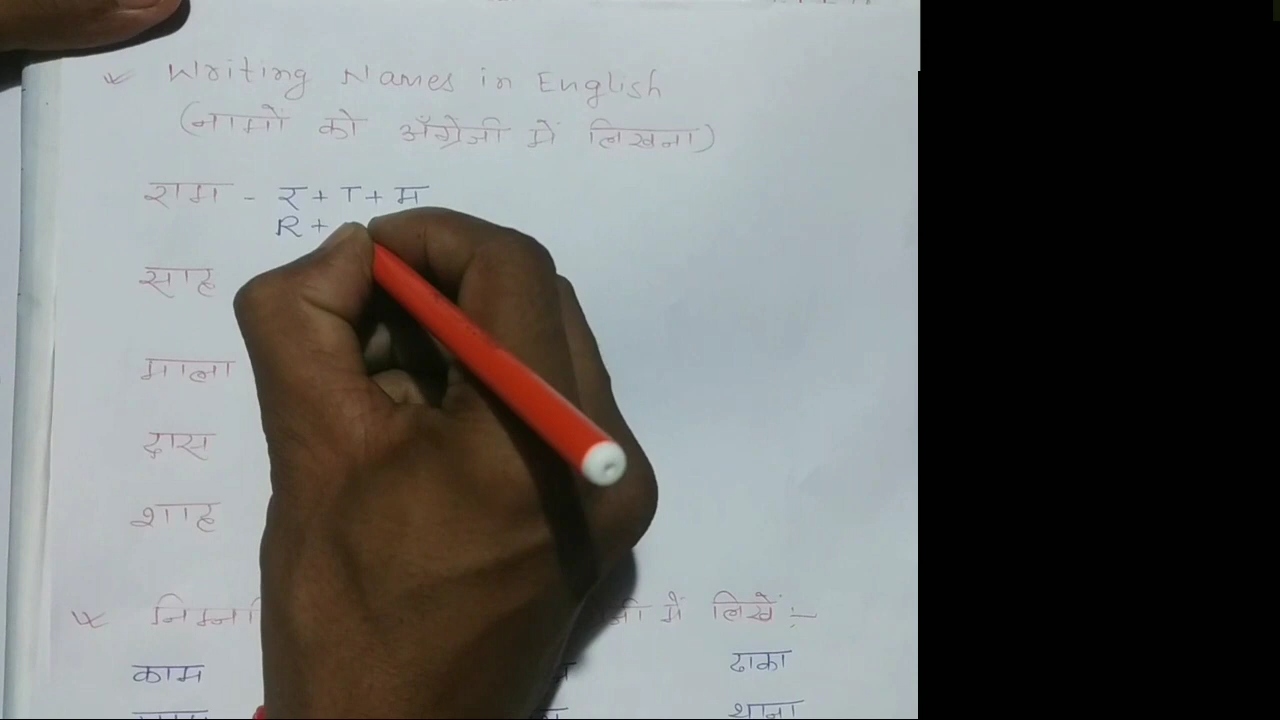 Writing Names in English
(नामों को अँग्रेजी में लिखना)
राम - र + ा + म
R +
साह
माला
दास
शाह
में लिखें :-
काम ढाका
थाना